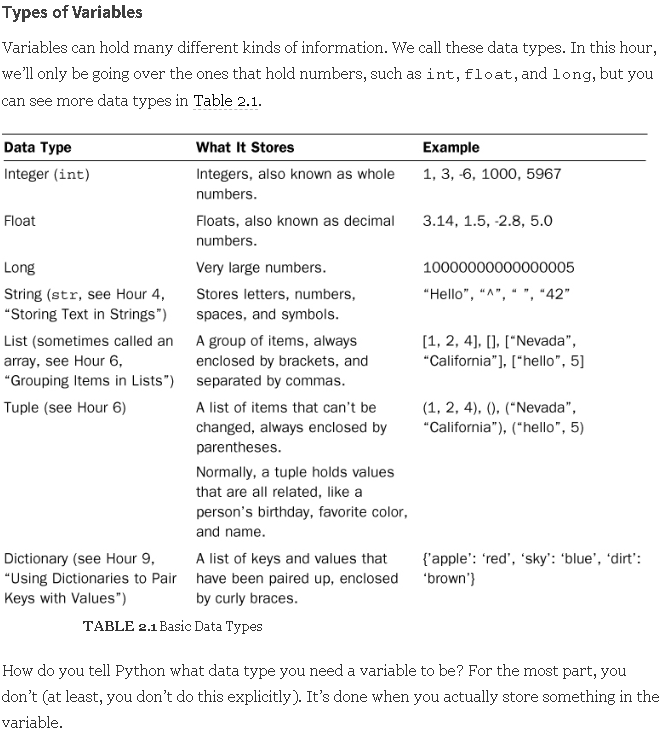 Types of Variables
Variables can hold many different kinds of information. We call these data types. In this hour,
we'll only be going over the ones that hold numbers, such as int, float, and long, but you
can see more data types in Table 2.1.
Data Type What It Stores Example
Integer (int) Integers, also known as whole 1, 3, -6, 1000, 5967
numbers.
Float Floats, also known as decimal 3.14, 1.5, -2.8, 5.0
numbers.
Long Very large numbers. 10000000000000005
String (str, see Hour 4, Stores letters, numbers, “Hello”, “^”, “ ”, “42”
“Storing Text in Strings”) spaces, and symbols.
List (sometimes called an A group of items, always [1, 2, 4], [], [“Nevada”,
array, see Hour 6, enclosed by brackets, and “California”], [“hello”, 5]
“Grouping Items in Lists”) separated by commas.
Tuple (see Hour 6) A list of items that can't be (1, 2, 4), (), (“Nevada”,
changed, always enclosed by “California”), (“hello”, 5)
parentheses.
Normally, a tuple holds values
that are all related, like a
person's birthday, favorite color,
and name.
Dictionary (see Hour 9, A list of keys and values that {'apple': ‘red’, ‘sky’: ‘blue’, ‘dirt’:
“Using Dictionaries to Pair have been paired up, enclosed ‘brown’}
Keys with Values”) by curly braces.
TABLE 2.1 Basic Data Types
How do you tell Python what data type you need a variable to be? For the most part, you
don't (at least, you don't do this explicitly). It's done when you actually store something in the
variable.